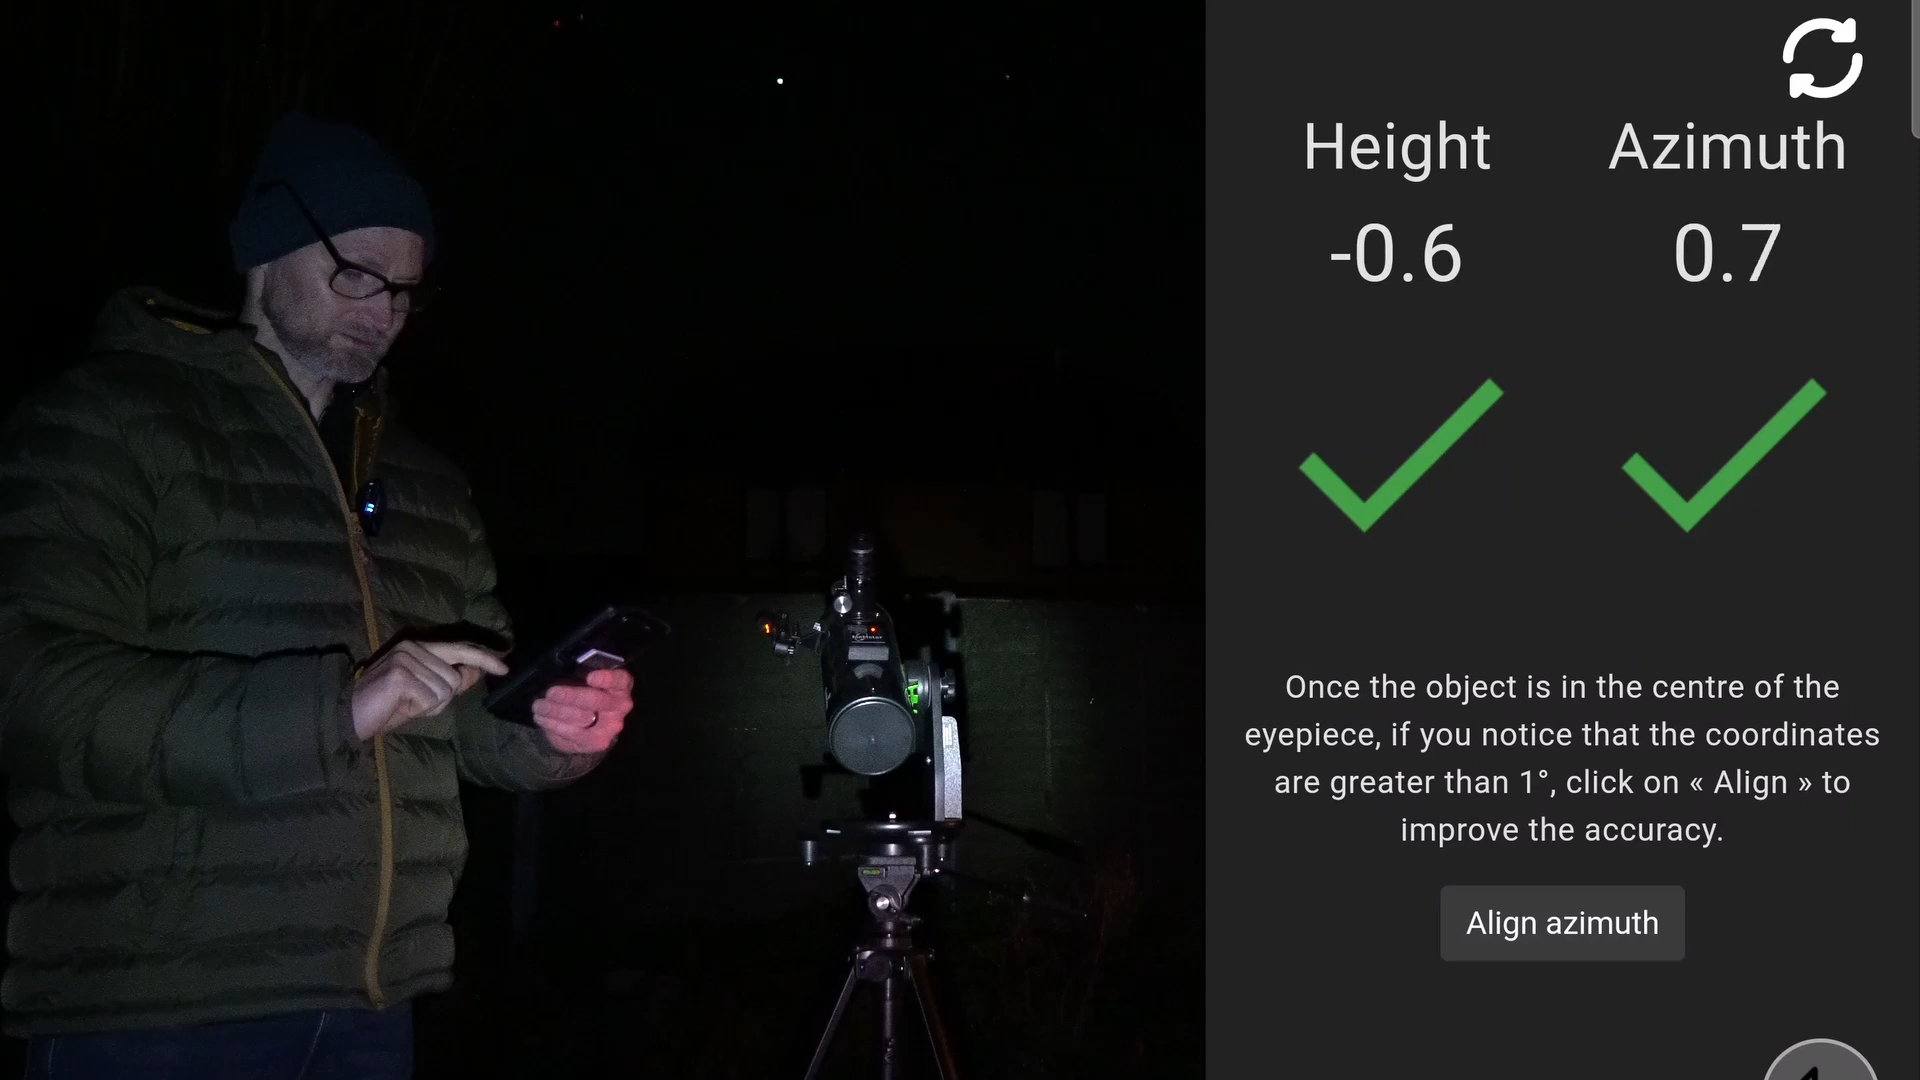 Height Azimuth
-0.6 0.7
Once the object is in the centre of the
eyepiece, if you notice that the coordinates
are greater than 1°, click on « Align » to
improve the accuracy.
Align azimuth